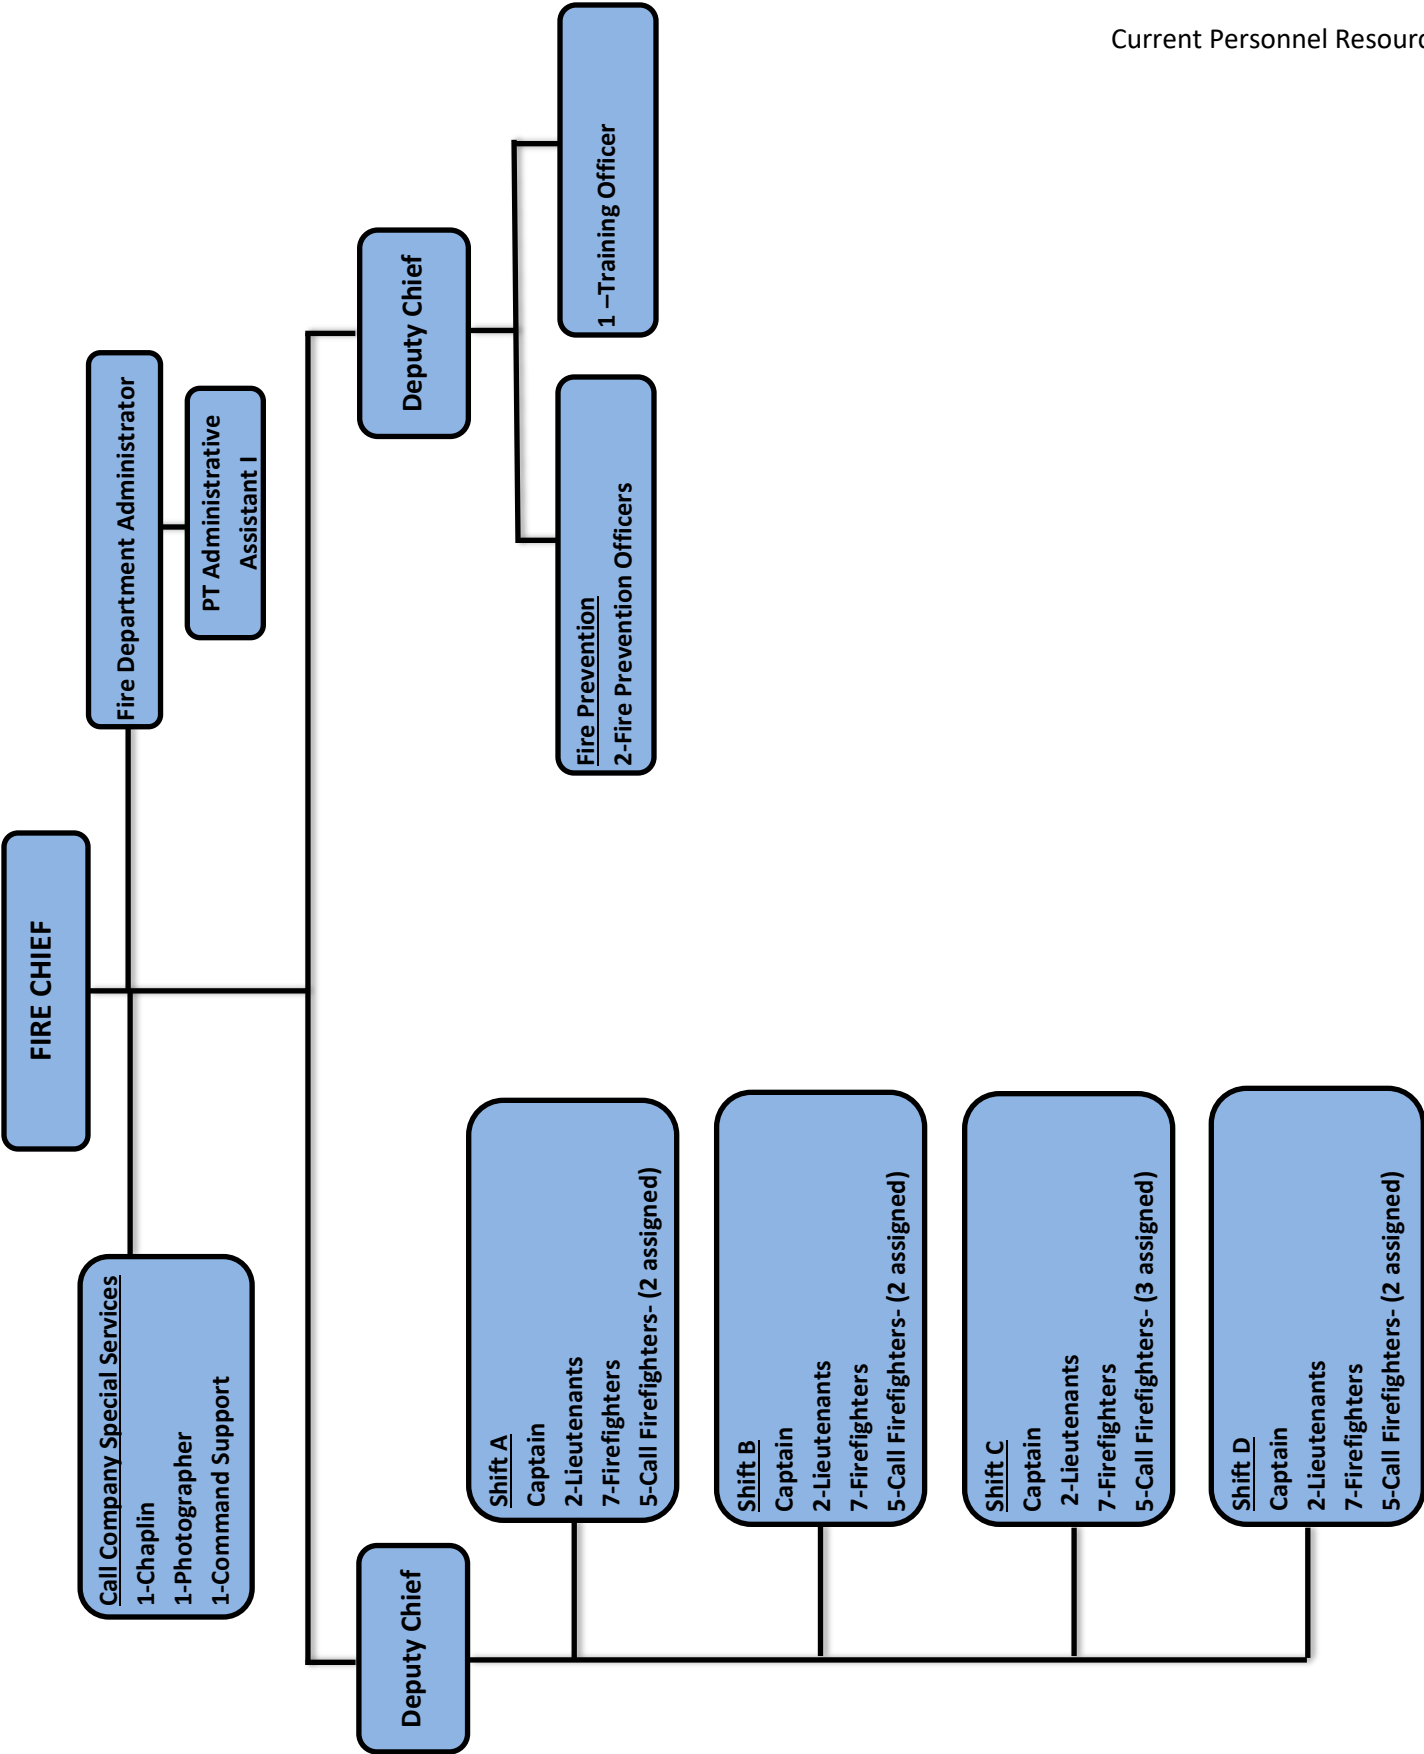 Current Personnel
FIRE CHIEF
Call Company Special Services
1-Chaplin
1-Photographer
1-Command Support
Fire Department Administrator
PT Administrative
Assistant I
Deputy Chief
Shift A
Captain
2-Lieutenants
7-Firefighters
5-Call Firefighters- (2 assigned)
Shift B
Captain
2-Lieutenants
7-Firefighters
5-Call Firefighters- (2 assigned)
Shift C
Captain
2-Lieutenants
7-Firefighters
5-Call Firefighters- (3 assigned)
Shift D
Captain
2-Lieutenants
7-Firefighters
5-Call Firefighters- (2 assigned)
Deputy Chief
Fire Prevention
2-Fire Prevention Officers
1 –Training Officer